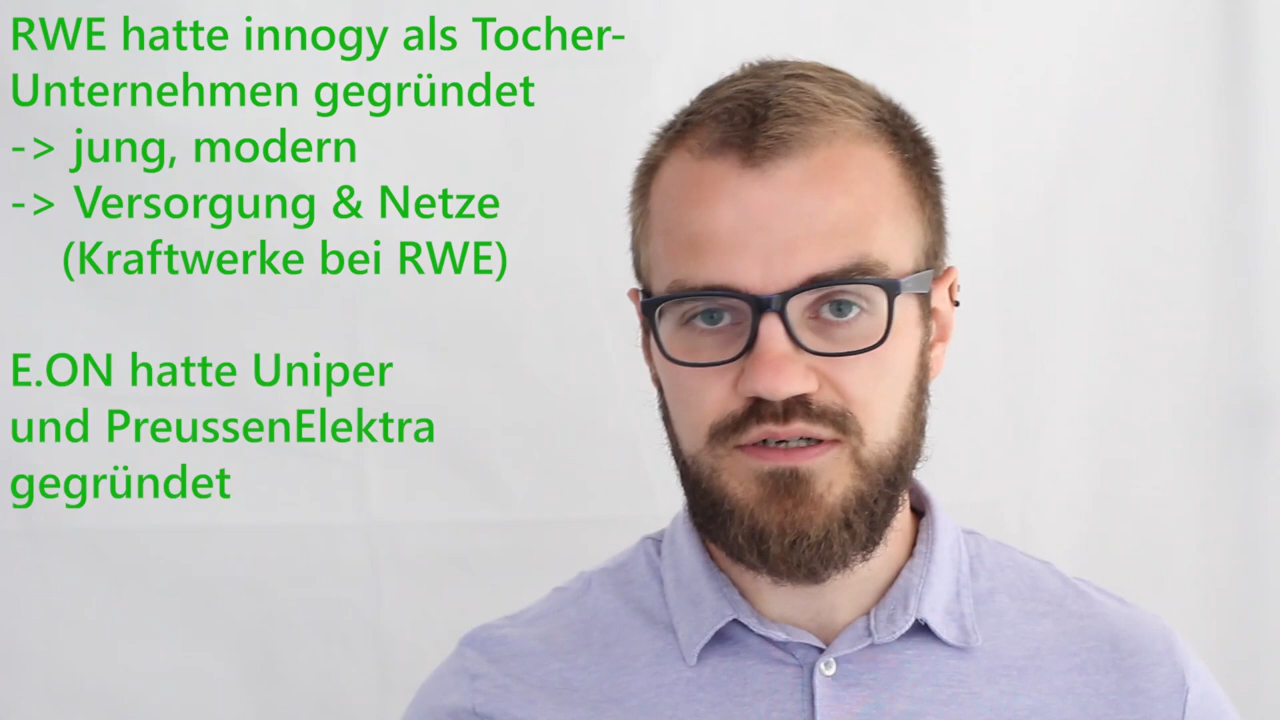 RWE hatte innogy als Tocher-
Unternehmen gegründet
-> jung, modern
-> Versorgung & Netze
(Kraftwerke bei RWE)
E.ON hatte Uniper
und PreussenElektra
gegründet